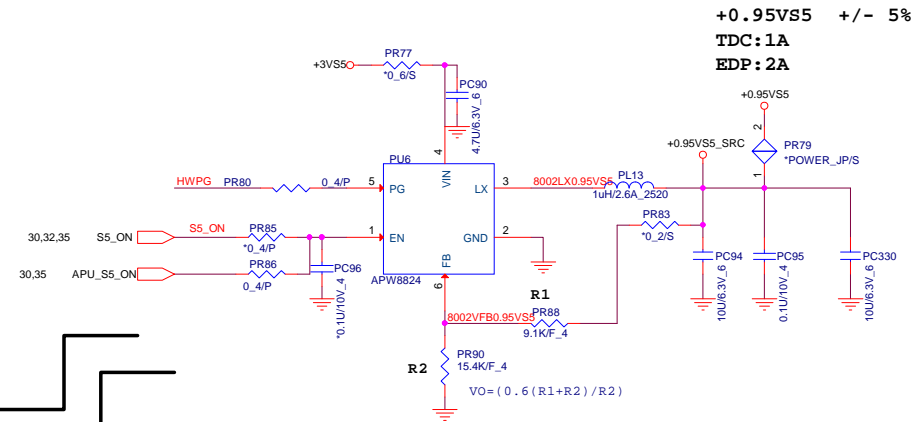 +0.95VS5 +/- 5%
TDC:1A
EDP:2A
+3VS5
PR77
*0_6/S
PC90
4.7U/6.3V_6
+0.95VS5
+0.95VS5_SRC
2
PR79
*POWER_JP/S
1
PU6
4
VIN
HWPG
PR80
0_4/P
5
PG
LX
3
8002LX0.95VS5
PL13
1uH/2.6A_2520
30,32,35
S5_ON
S5_ON
PR85
*0_4/P
1
EN
GND
2
PR83
*0_2/S
30,35
APU_S5_ON
PR86
0_4/P
PC96
*0.1U/10V_4
FB
APW8824
6
PC94
10U/6.3V_6
PC95
0.1U/10V_4
PC330
10U/6.3V_6
R1
8002VFB0.95VS5
PR88
9.1K/F_4
R2
PR90
15.4K/F_4
VO=(0.6(R1+R2)/R2)